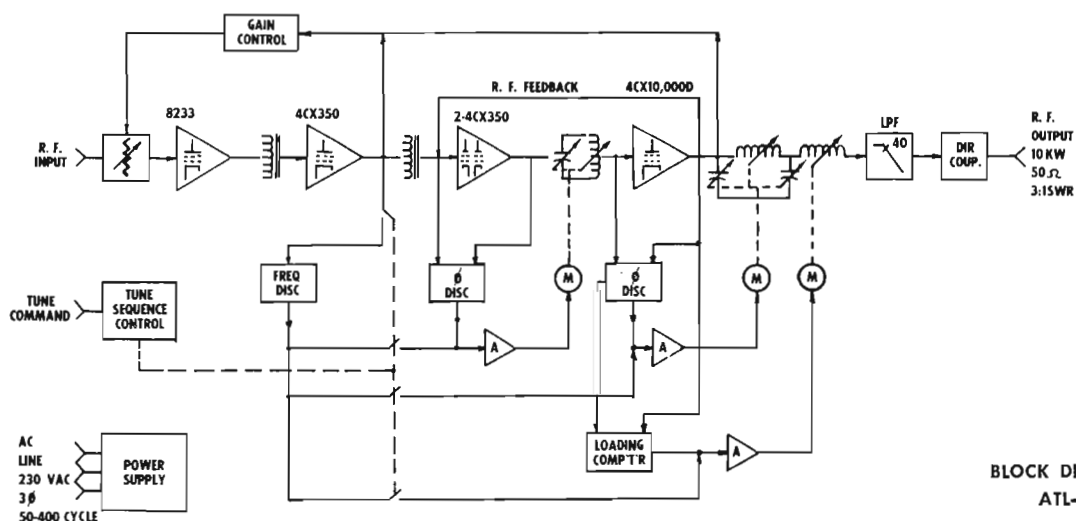 GAIN
CONTROL
R. F. FEEDBACK
4CX10,000D
8233
4CX350
2-4CX350
LPF
40
R. F.
INPUT
DIR
COUP.
R. F.
OUTPUT
10 KW
50 Ω
3:1SWR
FREQ
DISC
ϕ
DISC
M
ϕ
DISC
M
M
TUNE
COMMAND
TUNE
SEQUENCE
CONTROL
A
A
LOADING
COMP'T'R
A
AC
LINE
230 VAC
3ϕ
50-400 CYCLE
POWER
SUPPLY
BLOCK DI
ATL-